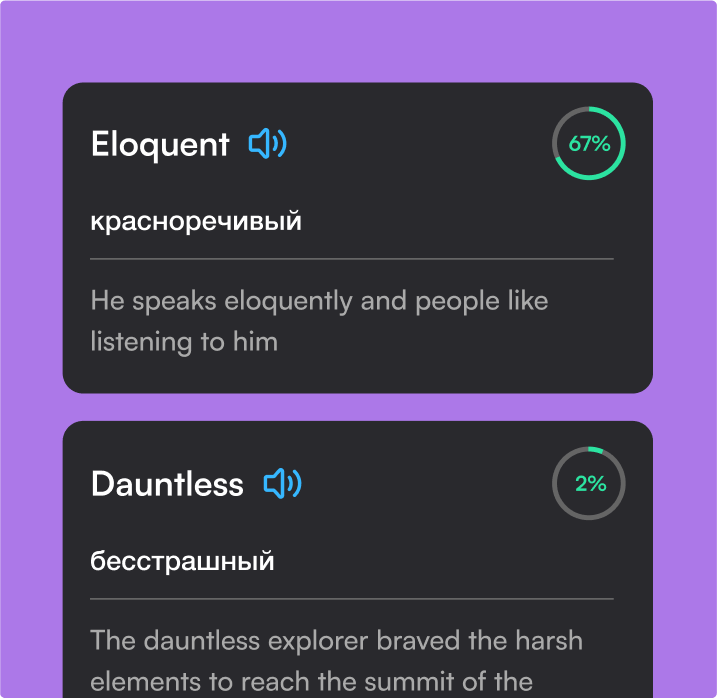 Eloquent
67%
красноречивый
He speaks eloquently and people like
listening to him
Dauntless
2%
бесстрашный
The dauntless explorer braved the harsh
elements to reach the summit of the